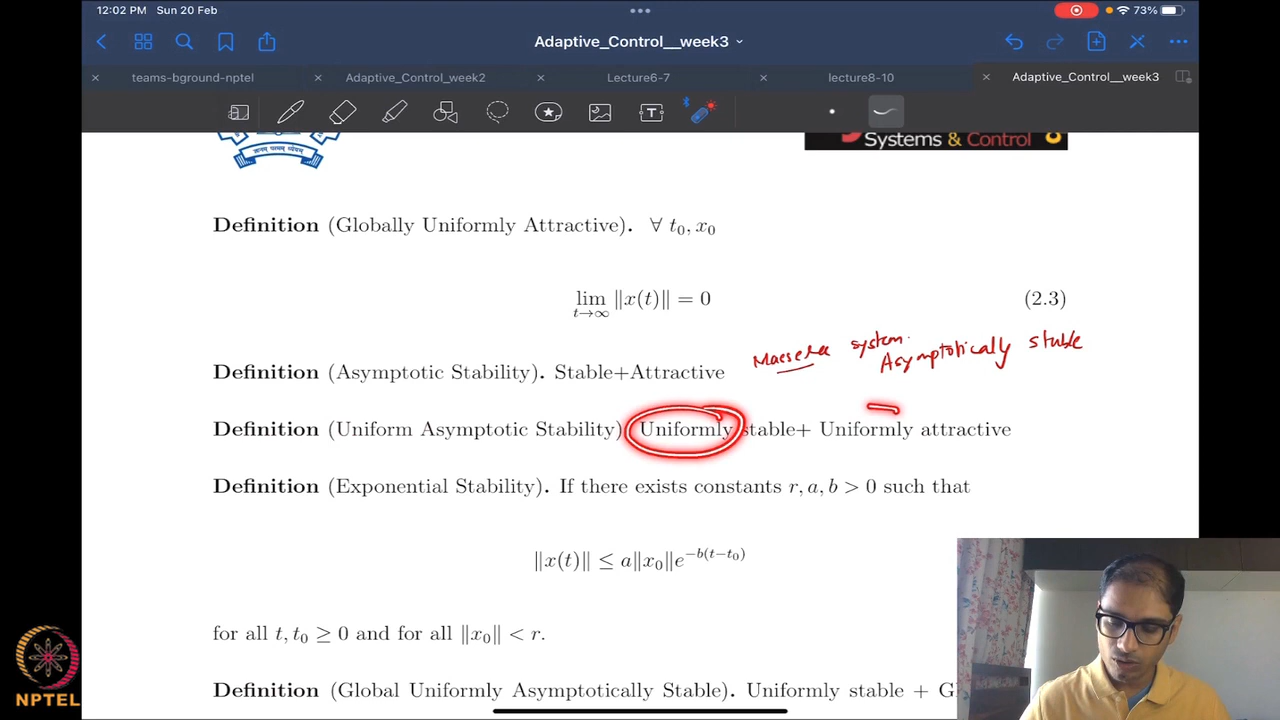 12:02 PM Sun 20 Feb
73%
Adaptive_Control__week3
teams-bground-nptel
Adaptive_Control_week2
Lecture6-7
lecture8-10
Adaptive_Control__week3
Systems & Control
Definition (Globally Uniformly Attractive). ∀ t₀, x₀
lim t→∞ ‖x(t)‖ = 0 (2.3)
Massera system. Asymptotically stable
Definition (Asymptotic Stability). Stable+Attractive
Definition (Uniform Asymptotic Stability) Uniformly stable+ Uniformly attractive
Definition (Exponential Stability). If there exists constants r, a, b > 0 such that
‖x(t)‖ ≤ a‖x₀‖e^{-b(t-t₀)}
for all t, t₀ ≥ 0 and for all ‖x₀‖ < r.
Definition (Global Uniformly Asymptotically Stable). Uniformly stable + G
NPTEL